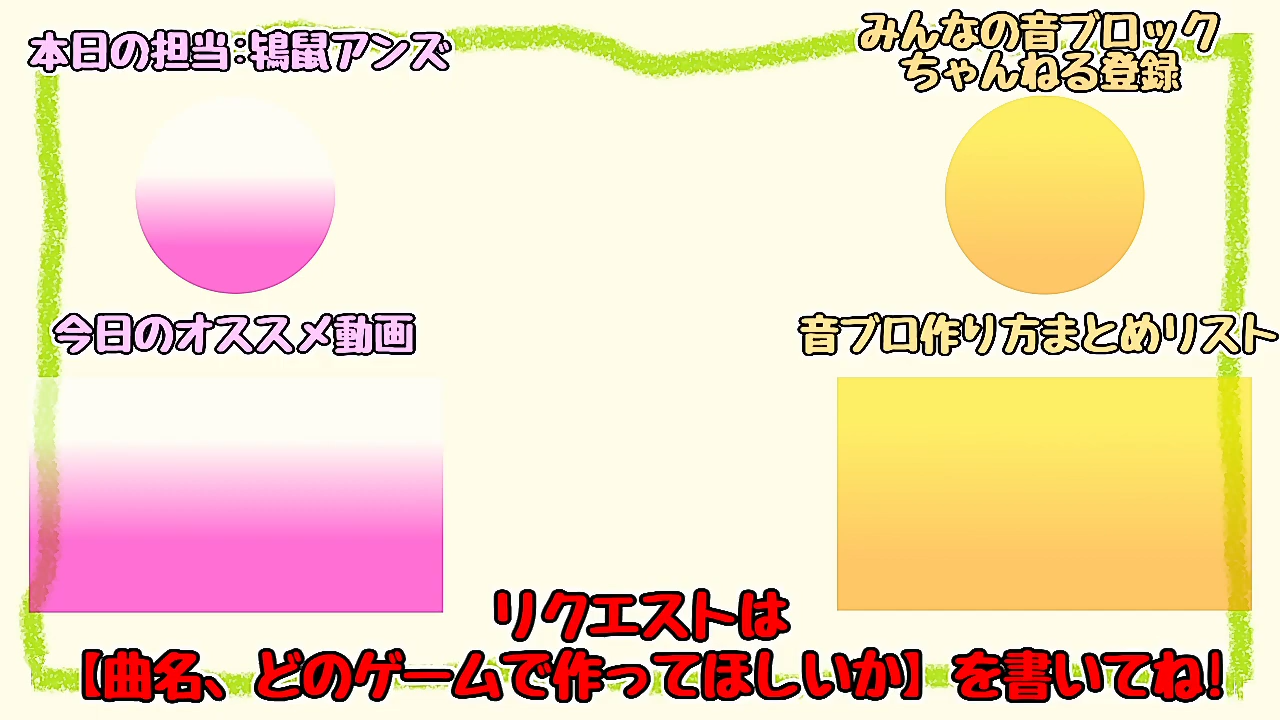 本日の担当:鴇鼠アンズ
みんなの音ブロック
ちゃんねる登録
今日のオススメ動画
音ブロ作り方まとめリスト
リクエストは
【曲名、どのゲームで作ってほしいか】を書いてね!